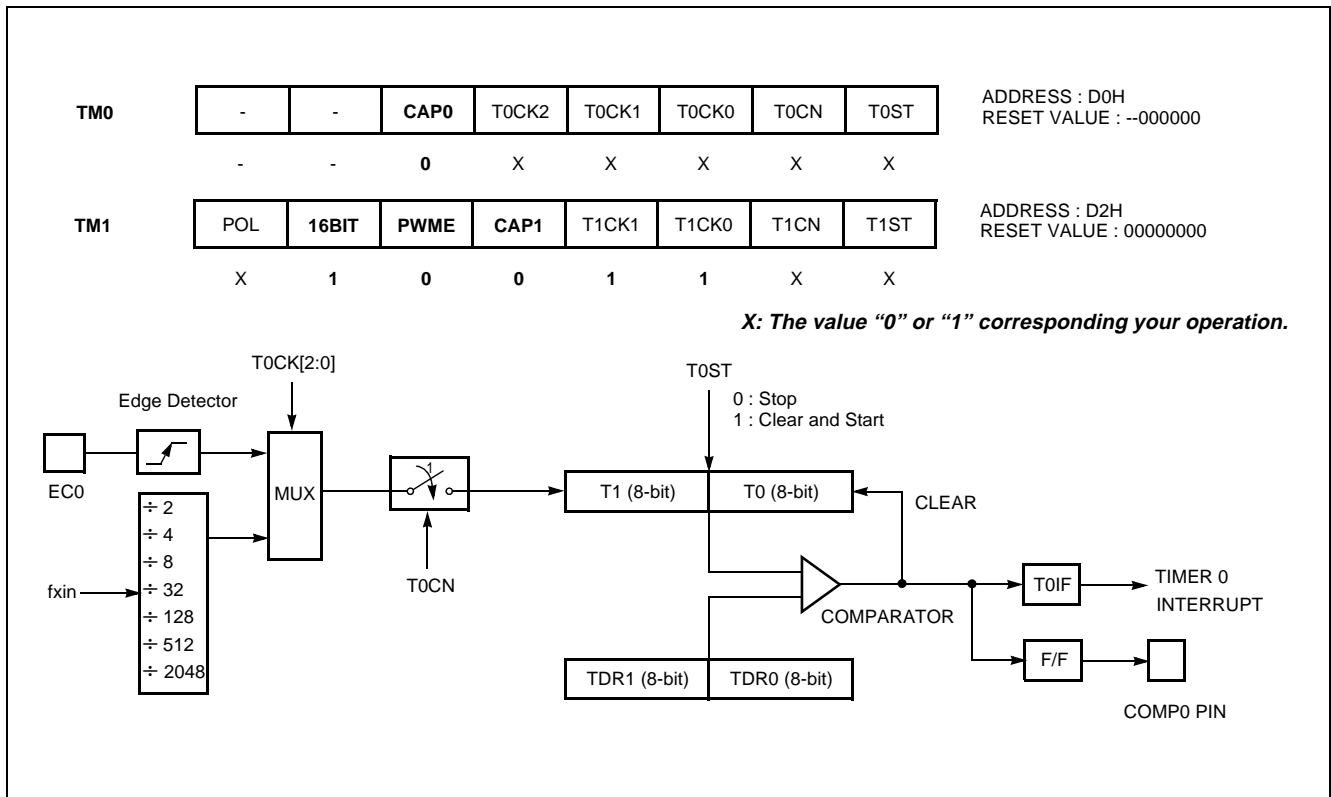 TM0 - - CAP0 T0CK2 T0CK1 T0CK0 T0CN T0ST
ADDRESS : D0H
RESET VALUE : --000000
- - 0 X X X X X
TM1 POL 16BIT PWME CAP1 T1CK1 T1CK0 T1CN T1ST
ADDRESS : D2H
RESET VALUE : 00000000
X 1 0 0 1 1 X X
X: The value “0” or “1” corresponding your operation.
T0CK[2:0]
T0ST
0 : Stop
1 : Clear and Start
Edge Detector
EC0
MUX
1
T0CN
T1 (8-bit) T0 (8-bit)
CLEAR
fxin
÷ 2
÷ 4
÷ 8
÷ 32
÷ 128
÷ 512
÷ 2048
COMPARATOR
T0IF
TIMER 0
INTERRUPT
F/F
COMP0 PIN
TDR1 (8-bit) TDR0 (8-bit)